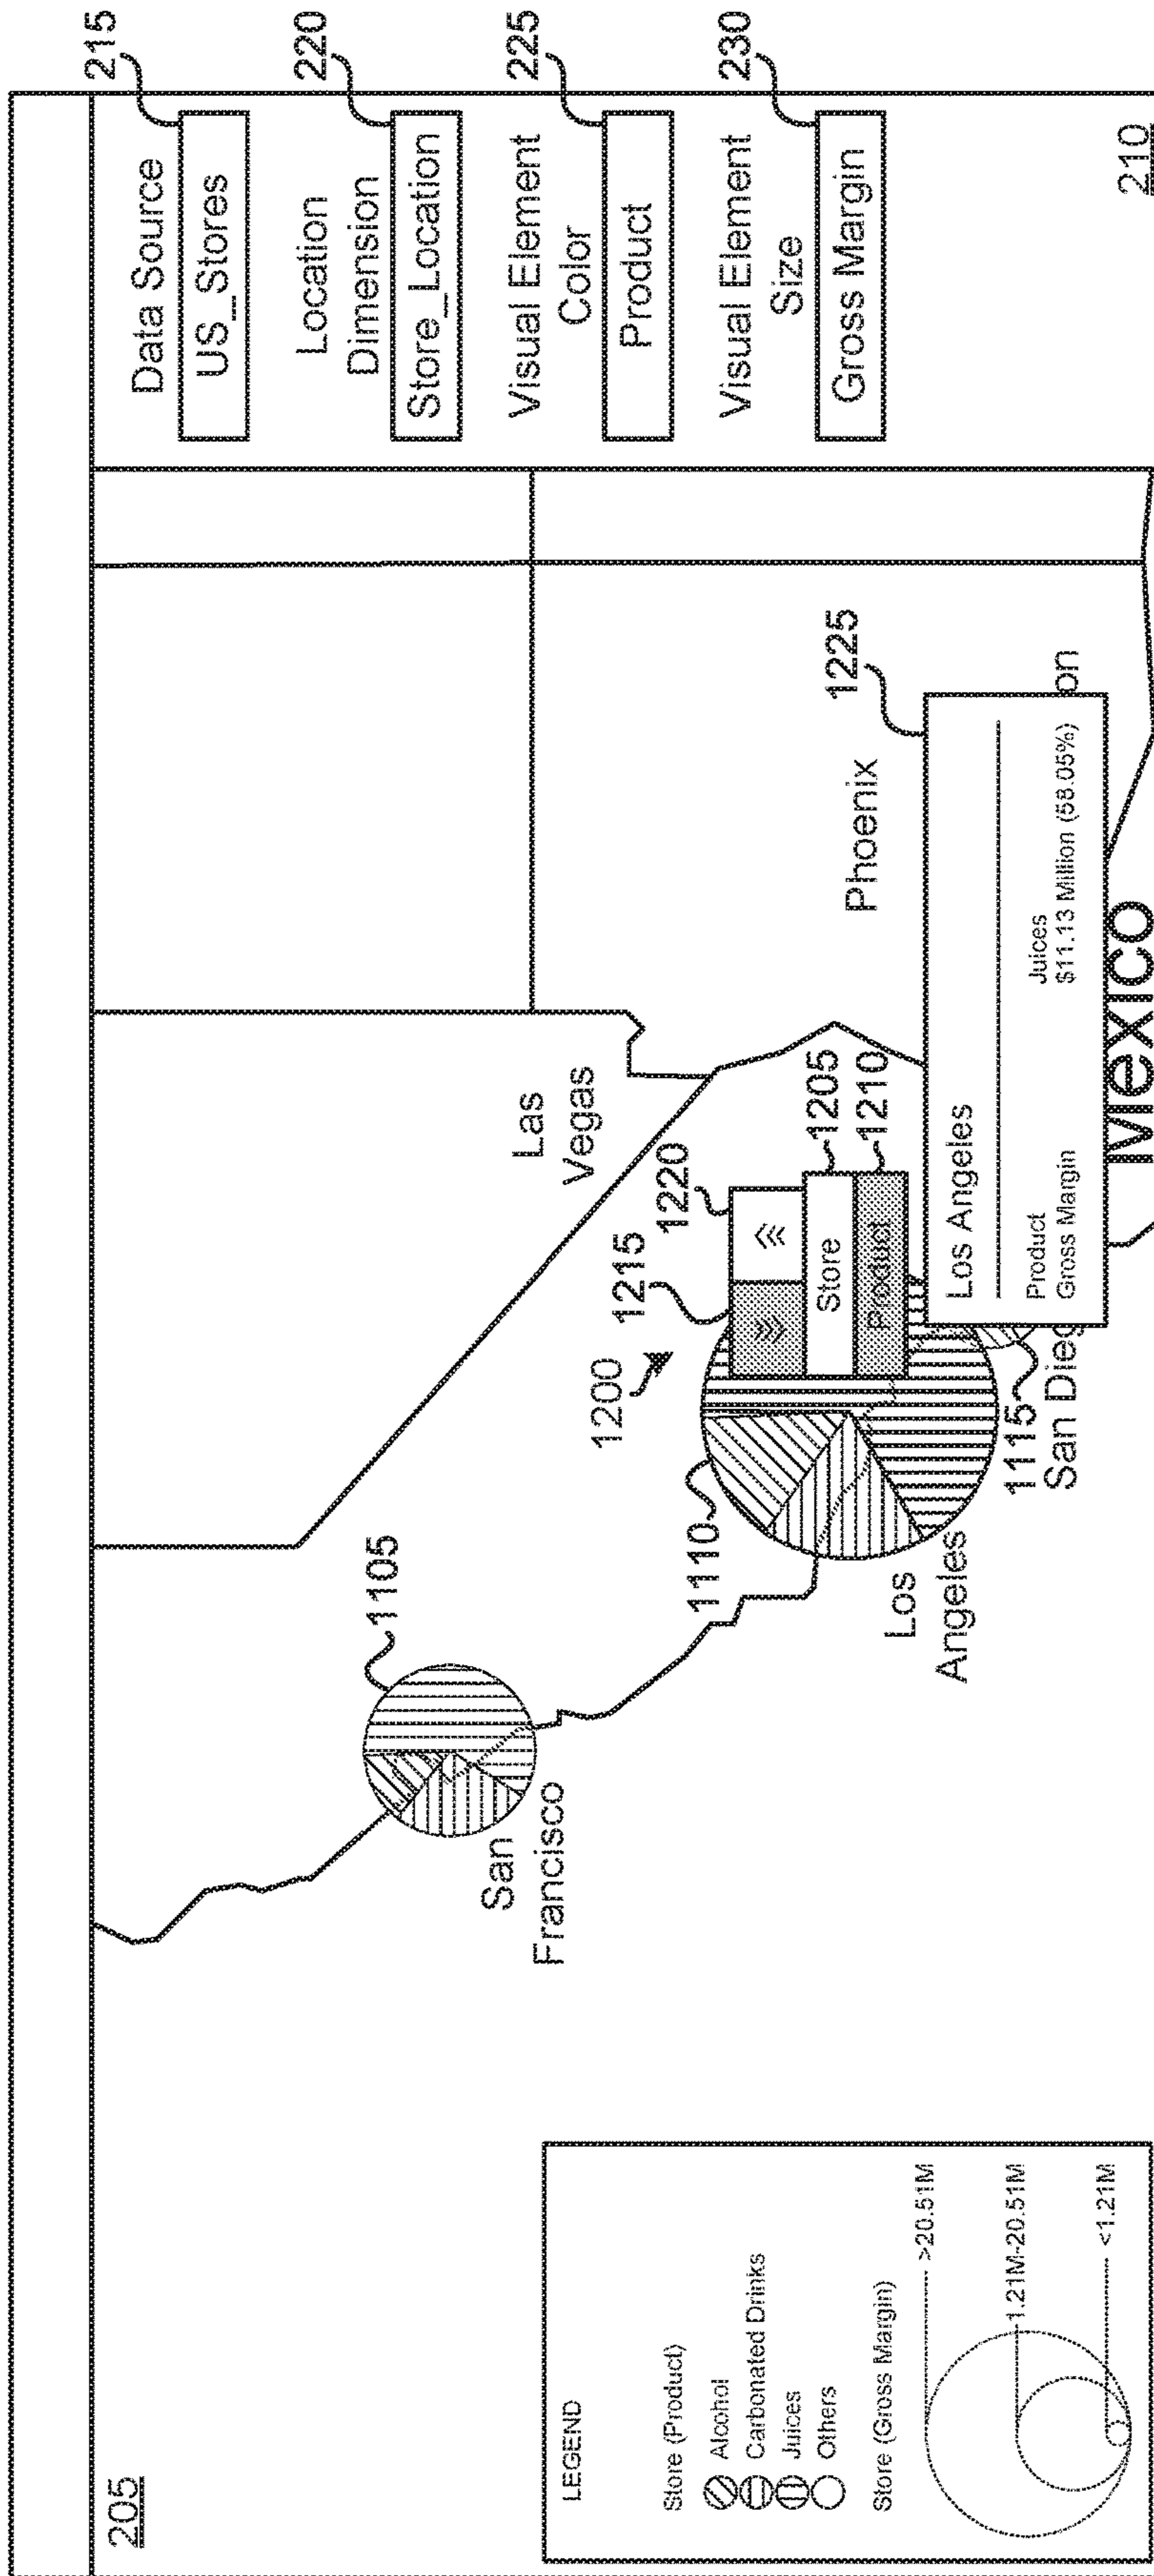 205
215
Data Source
US_Stores
220
Location
Dimension
Store_Location
225
Visual Element
Color
Product
230
Visual Element
Size
Gross Margin
210
1105
San
Francisco
Las
Vegas
1200
1215
1220
Store
1205
Product
1210
1110
Los
Angeles
1115
San Dieg
Phoenix
1225
on
Los Angeles
Product
Juices
Gross Margin
$11.13 Million (58.05%)
Mexico
LEGEND
Store (Product)
Alcohol
Carbonated Drinks
Juices
Others
Store (Gross Margin)
>20.51M
1.21M-20.51M
<1.21M